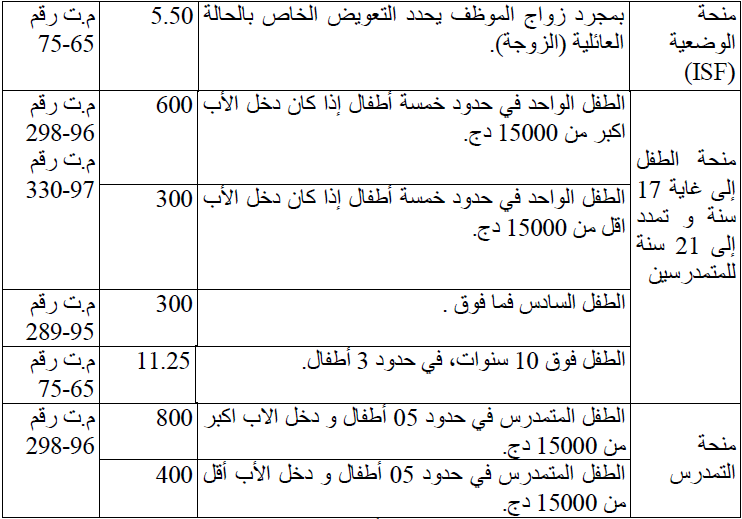 منحة
الوضعية
(ISF)
بمجرد زواج الموظف يحدد التعويض الخاص بالحالة
العائلية (الزوجة).
5.50
م.ت رقم
75-65
منحة الطفل
إلى غاية 17
سنة و تمدد
إلى 21 سنة
للمتمدرسين
الطفل الواحد في حدود خمسة أطفال إذا كان دخل الأب
اكبر من 15000 دج.
600
م.ت رقم
298-96
م.ت رقم
330-97
الطفل الواحد في حدود خمسة أطفال إذا كان دخل الأب
اقل من 15000 دج.
300
الطفل السادس فما فوق .
300
م.ت رقم
289-95
الطفل فوق 10 سنوات، في حدود 3 أطفال.
11.25
م.ت رقم
75-65
منحة
التمدرس
الطفل المتمدرس في حدود 05 أطفال و دخل الاب اكبر
من 15000 دج.
800
م.ت رقم
298-96
الطفل المتمدرس في حدود 05 أطفال و دخل الأب أقل
من 15000 دج.
400